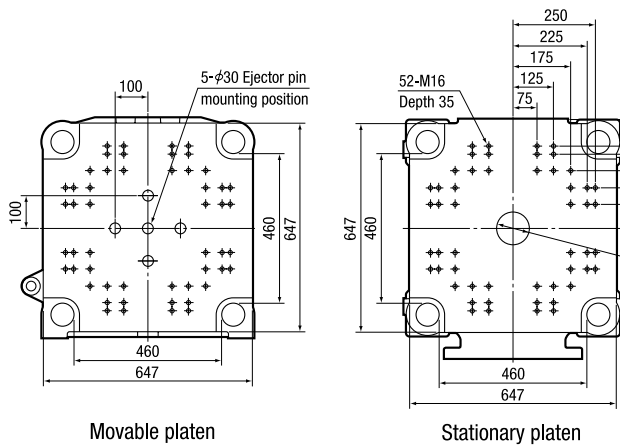 250
225
175
125
75
100
5-φ30 Ejector pin
mounting position
52-M16
Depth 35
100
460
647
647
460
460
647
460
647
Movable platen
Stationary platen